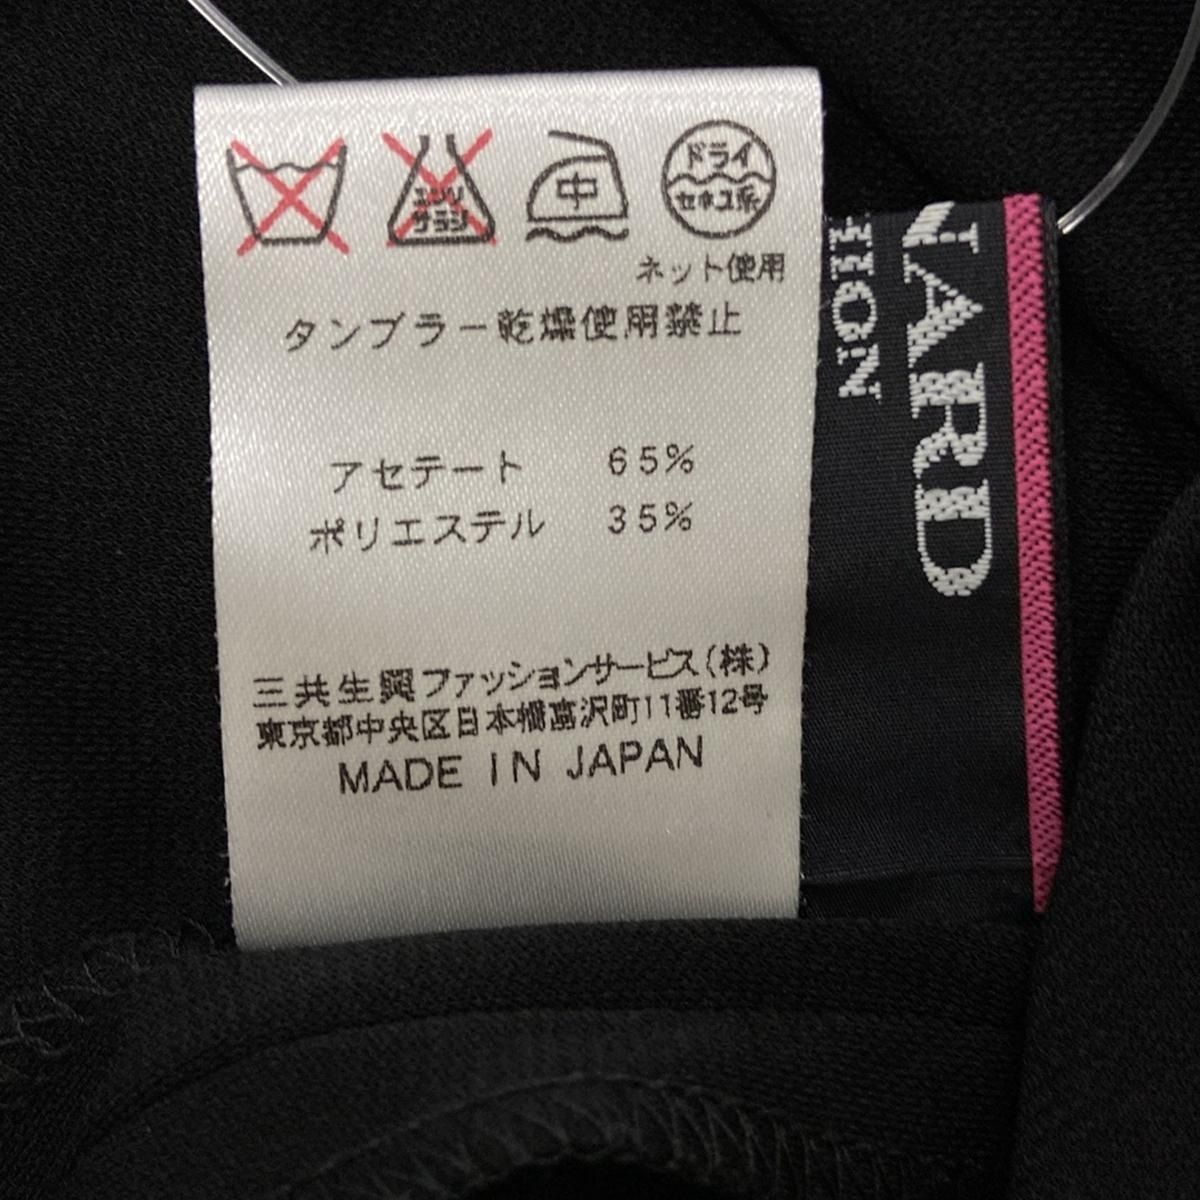 エンソ
サラシ
中
ドライ
セキユ系
ネット使用
タンブラー乾燥使用禁止
アセテート 65%
ポリエステル 35%
三共生興ファッションサービス(株)
東京都中央区日本橋富沢町11番12号
MADE IN JAPAN
NARD
HION